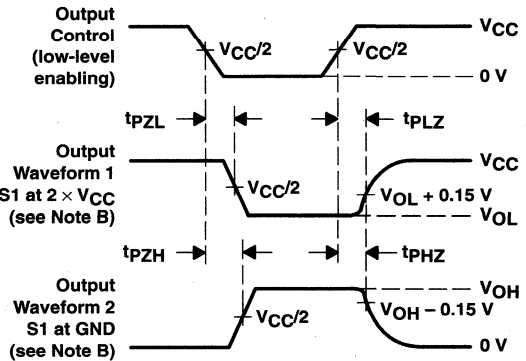 Output
Control
(low-level
enabling)
VCC/2
VCC/2
VCC
0 V
tPZL
tPLZ
Output
Waveform 1
S1 at 2 × VCC
(see Note B)
VCC/2
VCC
VOL + 0.15 V
VOL
tPZH
tPHZ
Output
Waveform 2
S1 at GND
(see Note B)
VCC/2
VOH
VOH − 0.15 V
0 V